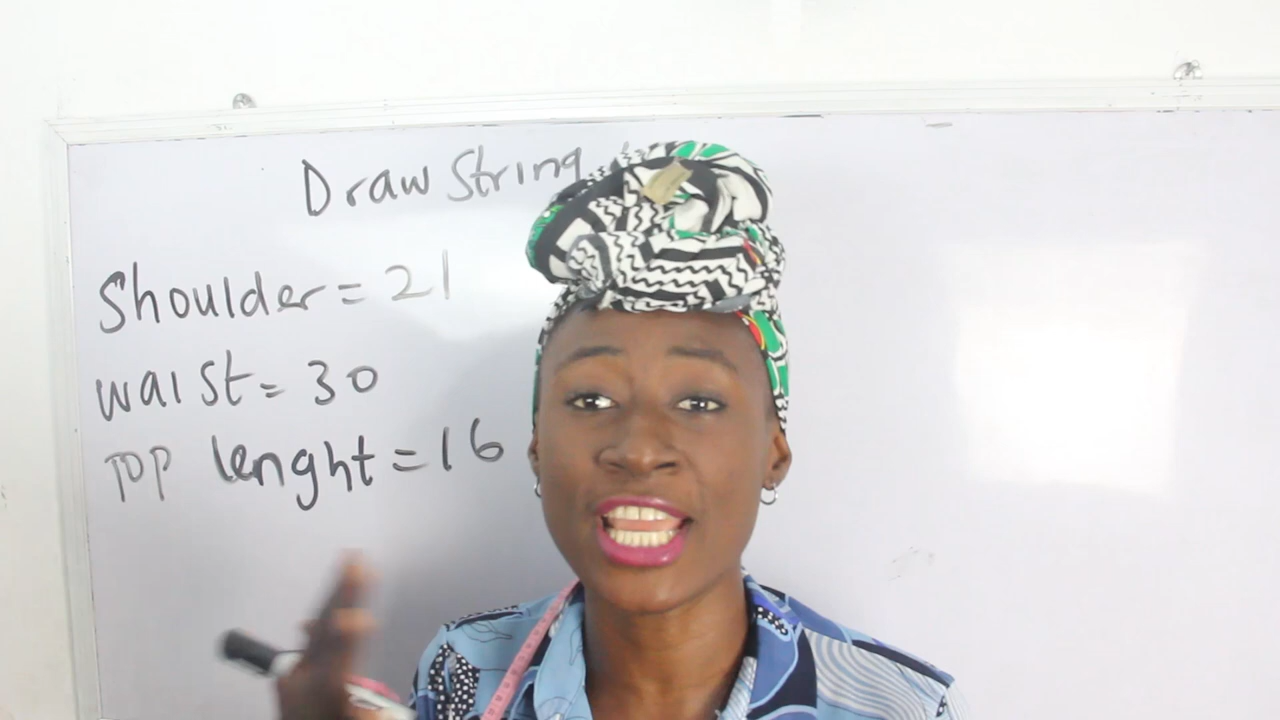 Draw String
Shoulder = 21
waist = 30
TOP lenght = 16